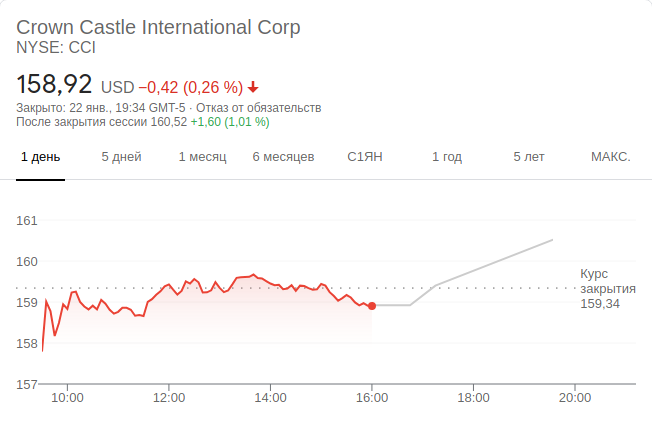 Crown Castle International Corp
NYSE: CCI
158,92 USD −0,42 (0,26 %)
Закрыто: 22 янв., 19:34 GMT-5 · Отказ от обязательств
После закрытия сессии 160,52 +1,60 (1,01 %)
1 день 5 дней 1 месяц 6 месяцев С1ЯН 1 год 5 лет МАКС.
161
160
159
158
157
Курс
закрытия
159,34
10:00 12:00 14:00 16:00 18:00 20:00